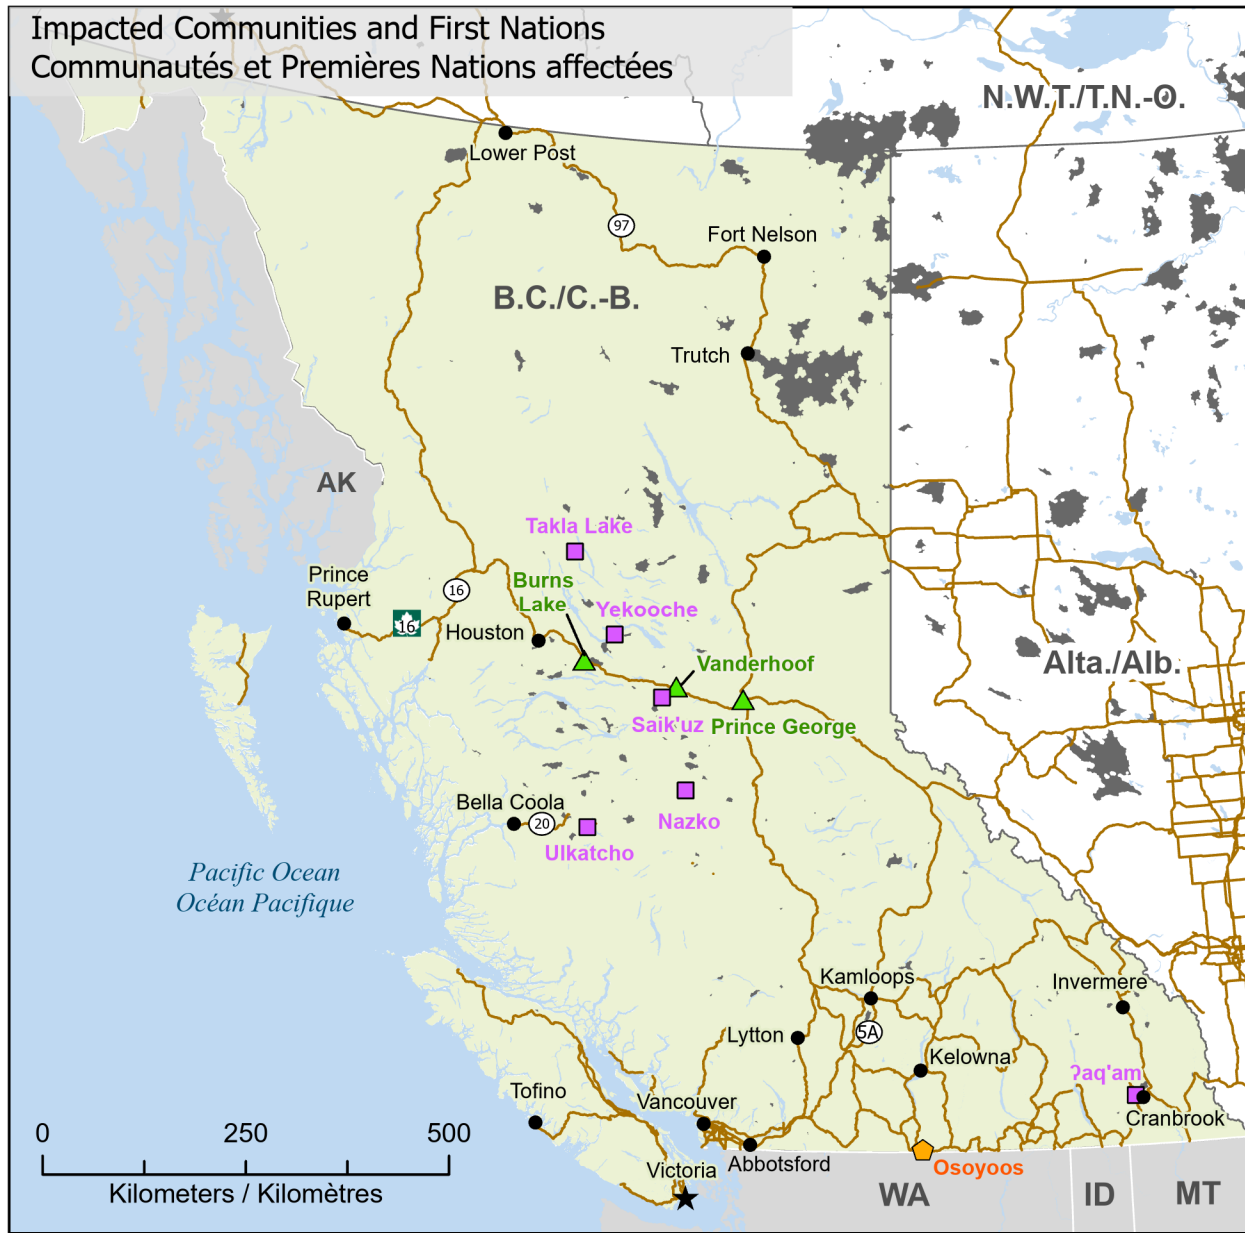 Impacted Communities and First Nations
Communautés et Premières Nations affectées
N.W.T./T.N.-O.
Lower Post
97
Fort Nelson
B.C./C.-B.
Trutch
AK
Takla Lake
Prince
Rupert
Burns
Lake
16
Yekooche
16
Houston
Vanderhoof
Alta./Alb.
Saik'uz
Prince George
Bella Coola
20
Nazko
Ulkatcho
Pacific Ocean
Océan Pacifique
Kamloops
Invermere
5A
Lytton
Kelowna
ʔaq'am
Tofino
Vancouver
Cranbrook
0 250 500
Abbotsford
Victoria
Osoyoos
Kilometers / Kilomètres
WA
ID
MT